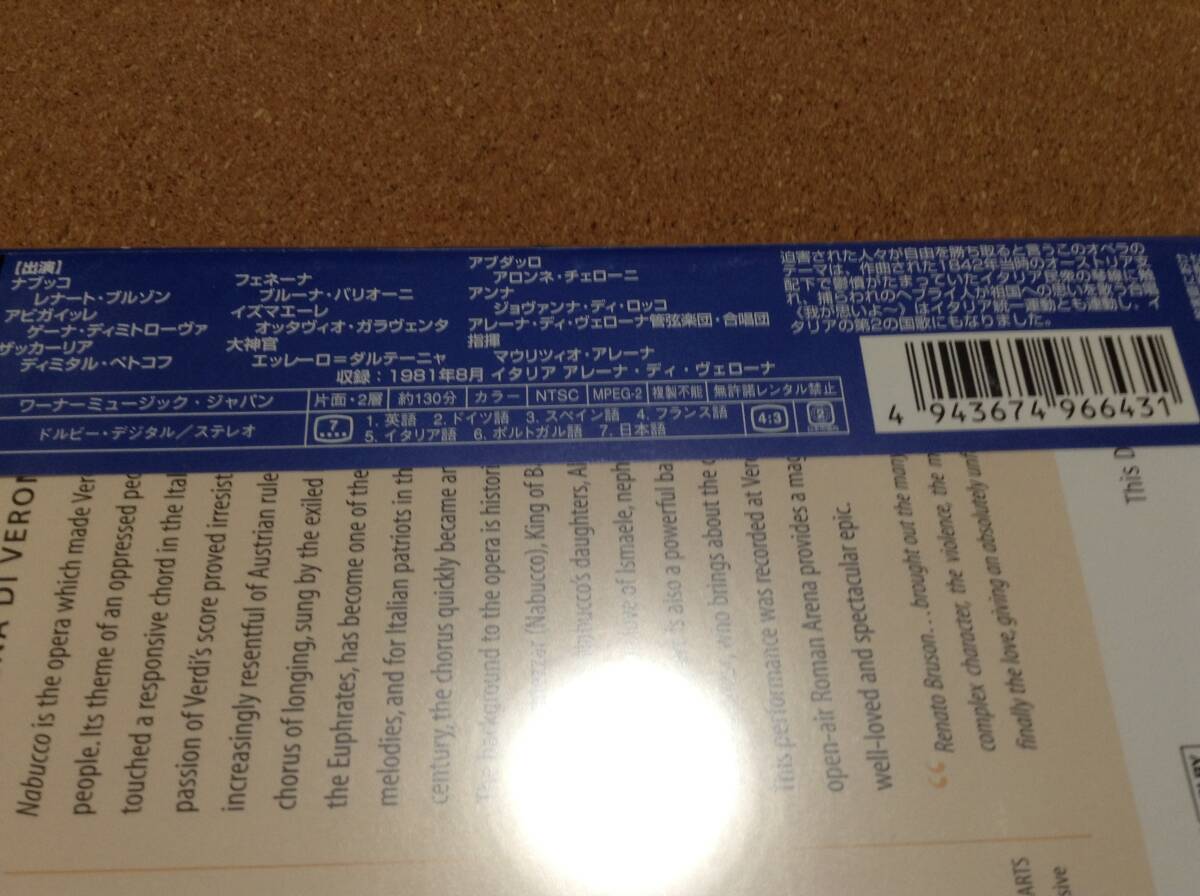 【出演】
ナブッコ
レナート・ブルゾン
アビガイッレ
ゲーナ・ディミトローヴァ
ザッカーリア
ディミタル・ペトコフ
フェネーナ
ブルーナ・バリオーニ
イズマエーレ
オッタヴィオ・ガラヴェンタ
大神官
エッレーロ=ダルテーニャ
アブダッロ
アロンネ・チェローニ
アンナ
ジョヴァンナ・ディ・ロッコ
アレーナ・ディ・ヴェローナ管弦楽団・合唱団
指揮
マウリツィオ・アレーナ
収録：1981年8月 イタリア アレーナ・ディ・ヴェローナ
迫害された人々が自由を勝ち取ると言うこのオペラの
テーマは、作曲された1842年当時のオーストリア支
配下で鬱憤がたまっていたイタリア民衆の琴線に触
れ、捕らわれのヘブライ人が祖国への思いを歌う合唱
《我が思いよ～》はイタリア統一運動とも連動し、イ
タリアの第2の国歌にもなりました。
ワーナーミュージック・ジャパン
片面・2層 約130分 カラー NTSC MPEG-2 複製不能 無許諾レンタル禁止
ドルビー・デジタル／ステレオ
7 1. 英語 2. ドイツ語 3. スペイン語 4. フランス語
5. イタリア語 6. ポルトガル語 7. 日本語
4:3
2
4 943674 966431
NA DI VERON
Nabucco is the opera which made Ver
people. Its theme of an oppressed peo
touched a responsive chord in the Ital
passion of Verdi's score proved irresist
increasingly resentful of Austrian rule
chorus of longing, sung by the exiled
the Euphrates, has become one of the
melodies, and for Italian patriots in th
century, the chorus quickly became an
The background to the opera is histori
(Nabucco), King of Ba
Nabucco's daughters, A
love of Ismaele, neph
is also a powerful ba
who brings about the
This performance was recorded at Ver
open-air Roman Arena provides a mag
well-loved and spectacular epic.
“ Renato Bruson. . . brought out the many
complex character, the violence, the m
finally the love, giving an absolutely unf
This D
ARTS
sive